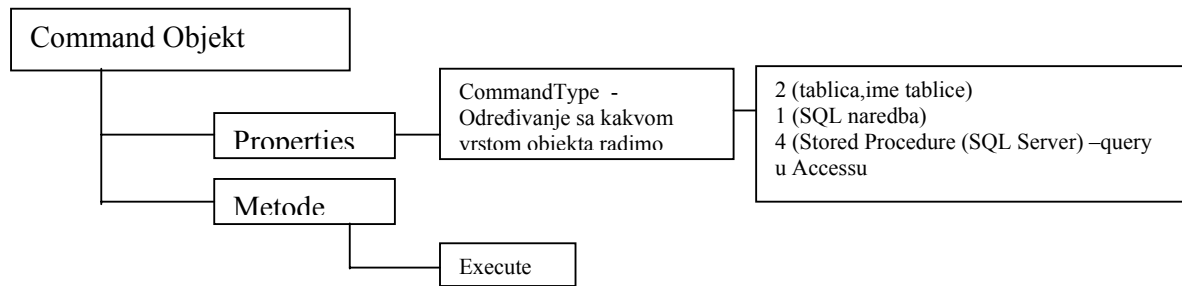 Command Objekt
Properties
CommandType -
Određivanje sa kakvom
vrstom objekta radimo
2 (tablica,ime tablice)
1 (SQL naredba)
4 (Stored Procedure (SQL Server) –query
u Accessu
Metode
Execute